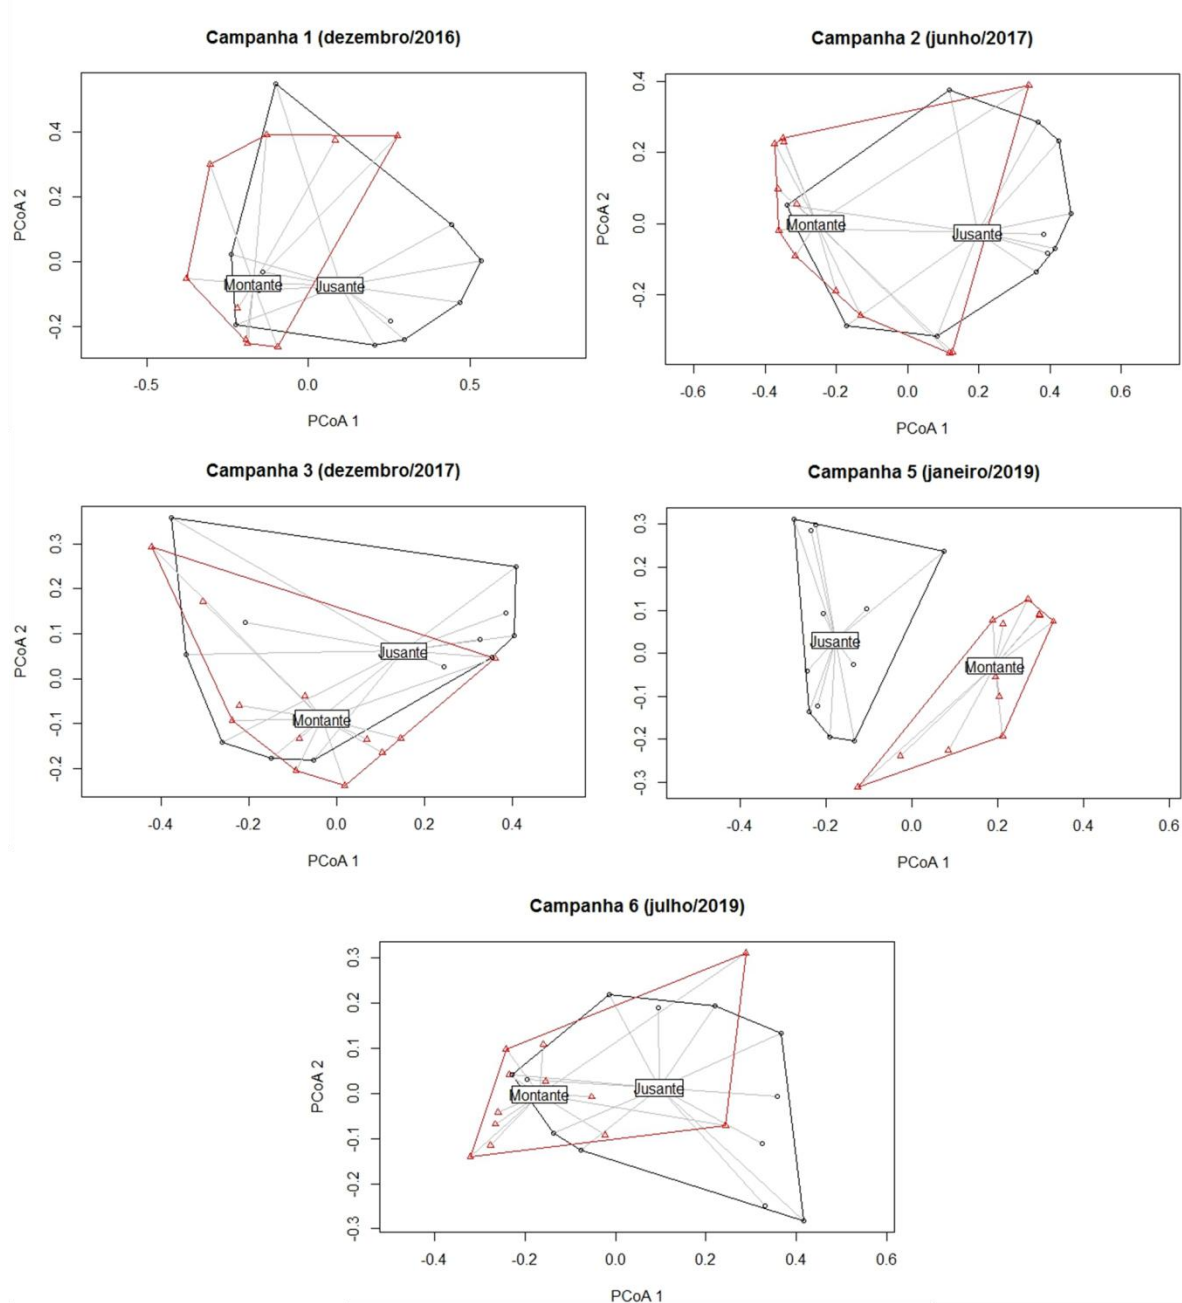 Campanha 1 (dezembro/2016)
PCoA 2
0.4
0.2
0.0
-0.2
Montante
Jusante
-0.5
0.0
0.5
PCoA 1
Campanha 2 (junho/2017)
PCoA 2
0.4
0.2
0.0
-0.2
Montante
Jusante
-0.6
-0.4
-0.2
0.0
0.2
0.4
0.6
PCoA 1
Campanha 3 (dezembro/2017)
PCoA 2
0.3
0.2
0.1
0.0
-0.1
-0.2
Jusante
Montante
-0.4
-0.2
0.0
0.2
0.4
PCoA 1
Campanha 5 (janeiro/2019)
0.3
0.2
0.1
0.0
-0.1
-0.2
-0.3
Jusante
Montante
-0.4
-0.2
0.0
0.2
0.4
0.6
PCoA 1
Campanha 6 (julho/2019)
PCoA 2
0.3
0.2
0.1
0.0
-0.1
-0.2
-0.3
Montante
Jusante
-0.4
-0.2
0.0
0.2
0.4
0.6
PCoA 1